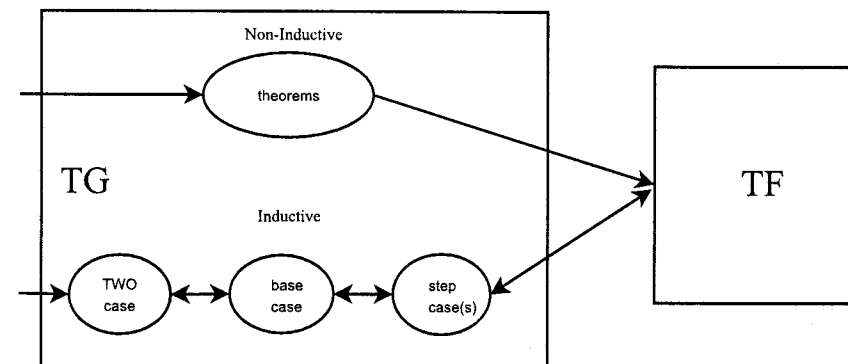 Non-Inductive
theorems
TG
TF
Inductive
TWO
case
base
case
step
case(s)